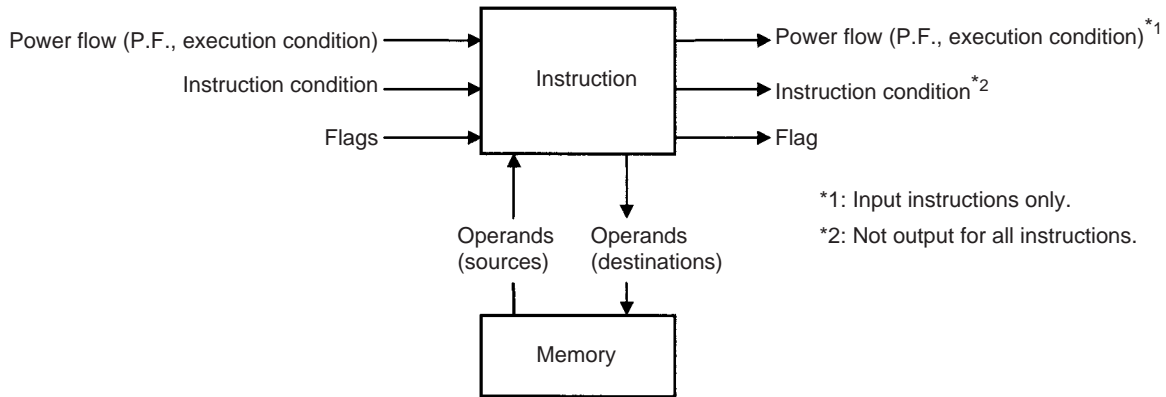 Power flow (P.F., execution condition)
Instruction condition
Flags
Instruction
Power flow (P.F., execution condition)*1
Instruction condition*2
Flag
*1: Input instructions only.
*2: Not output for all instructions.
Operands
(sources)
Operands
(destinations)
Memory